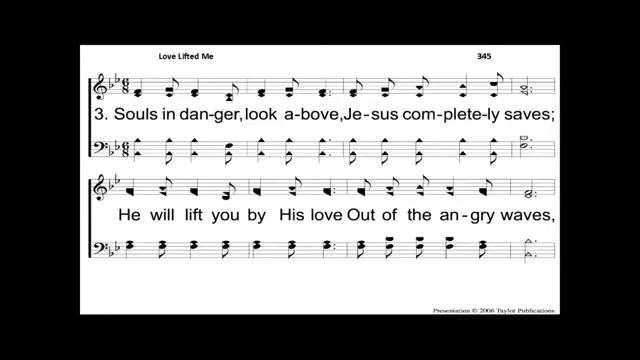 Love Lifted Me 345
3. Souls in dan-ger, look a-bove, Je-sus com-plete-ly saves;
He will lift you by His love Out of the an-gry waves,
Presentation © 2006 Taylor Publications